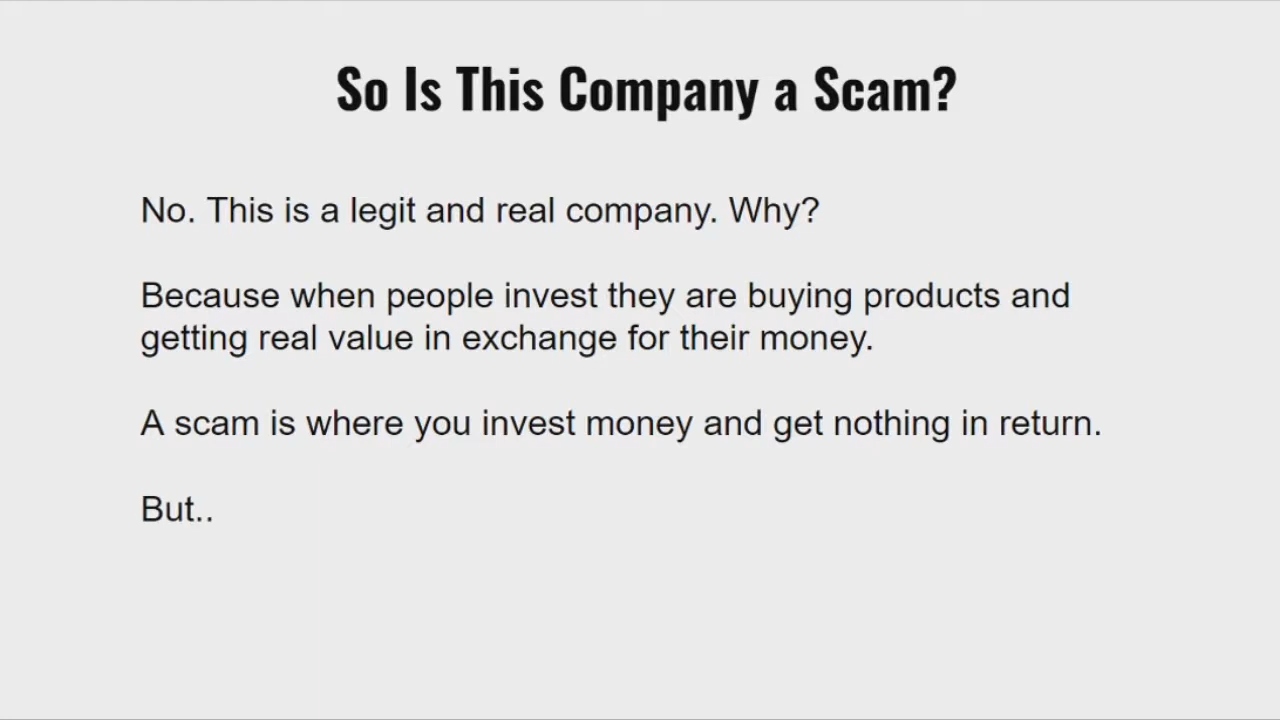 So Is This Company a Scam?
No. This is a legit and real company. Why?
Because when people invest they are buying products and
getting real value in exchange for their money.
A scam is where you invest money and get nothing in return.
But..